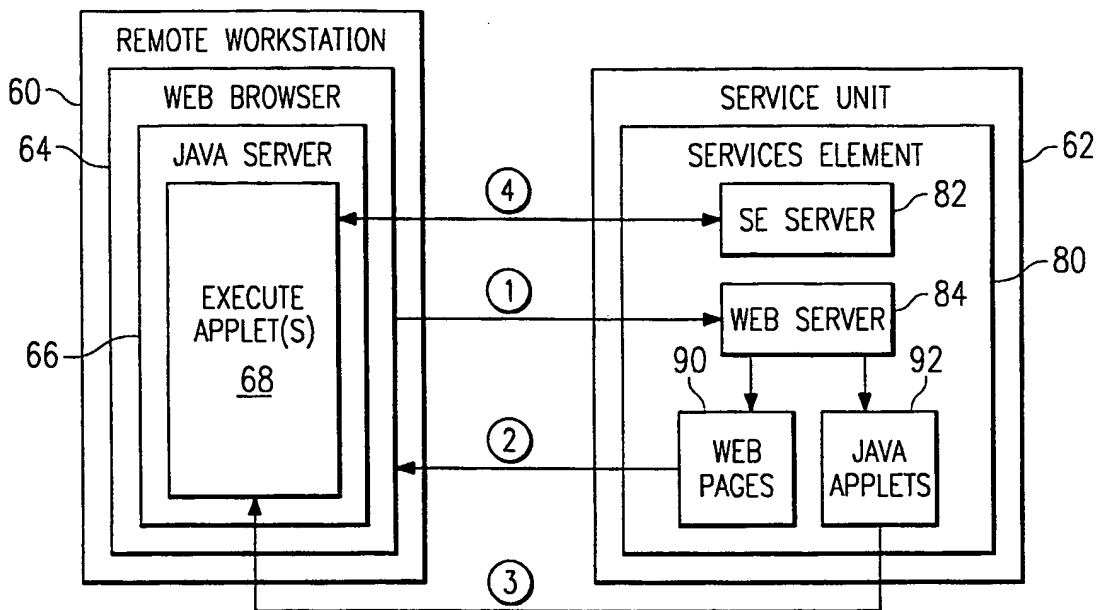 REMOTE WORKSTATION
60
WEB BROWSER
64
JAVA SERVER
66
EXECUTE
APPLET(S)
68
4
1
2
3
SERVICE UNIT
62
SERVICES ELEMENT
80
SE SERVER
82
WEB SERVER
84
90
WEB
PAGES
92
JAVA
APPLETS